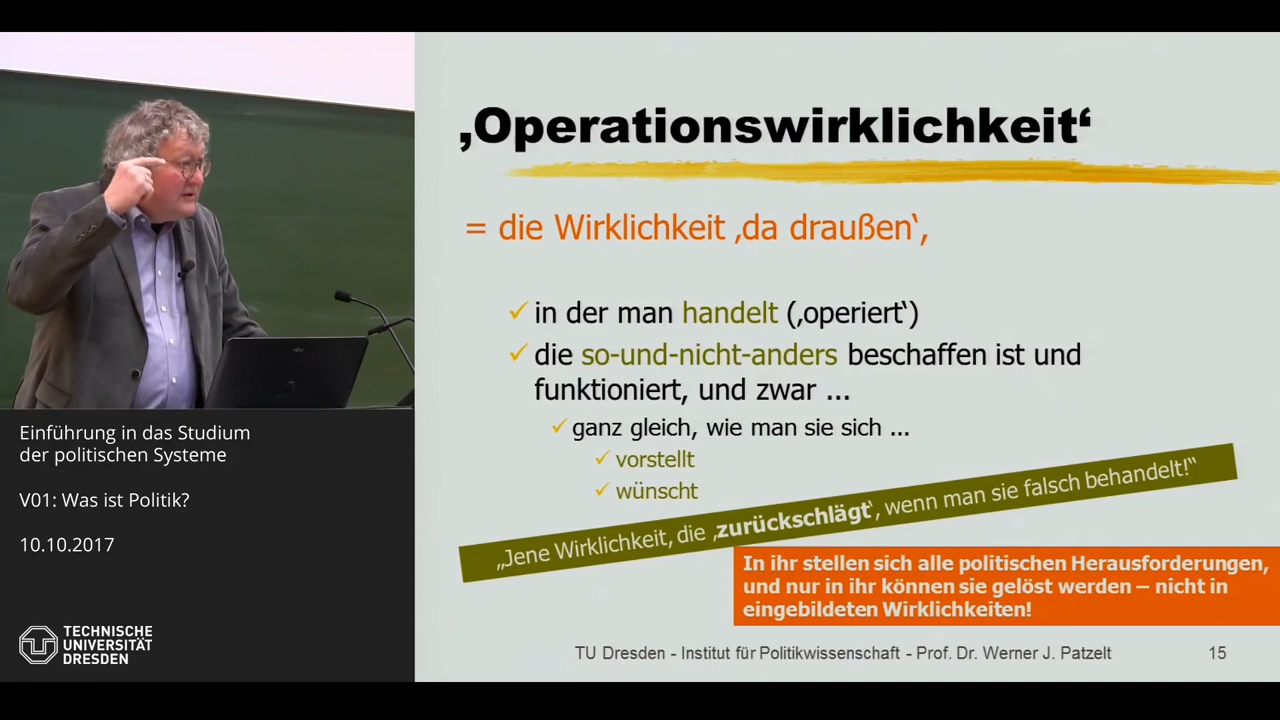 ‚Operationswirklichkeit‘
= die Wirklichkeit ‚da draußen‘,
in der man handelt (‚operiert‘)
die so-und-nicht-anders beschaffen ist und
funktioniert, und zwar ...
ganz gleich, wie man sie sich ...
vorstellt
wünscht
„Jene Wirklichkeit, die ‚zurückschlägt‘, wenn man sie falsch behandelt!“
In ihr stellen sich alle politischen Herausforderungen,
und nur in ihr können sie gelöst werden – nicht in
eingebildeten Wirklichkeiten!
TU Dresden - Institut für Politikwissenschaft - Prof. Dr. Werner J. Patzelt
15
Einführung in das Studium
der politischen Systeme
V01: Was ist Politik?
10.10.2017
TECHNISCHE
UNIVERSITÄT
DRESDEN